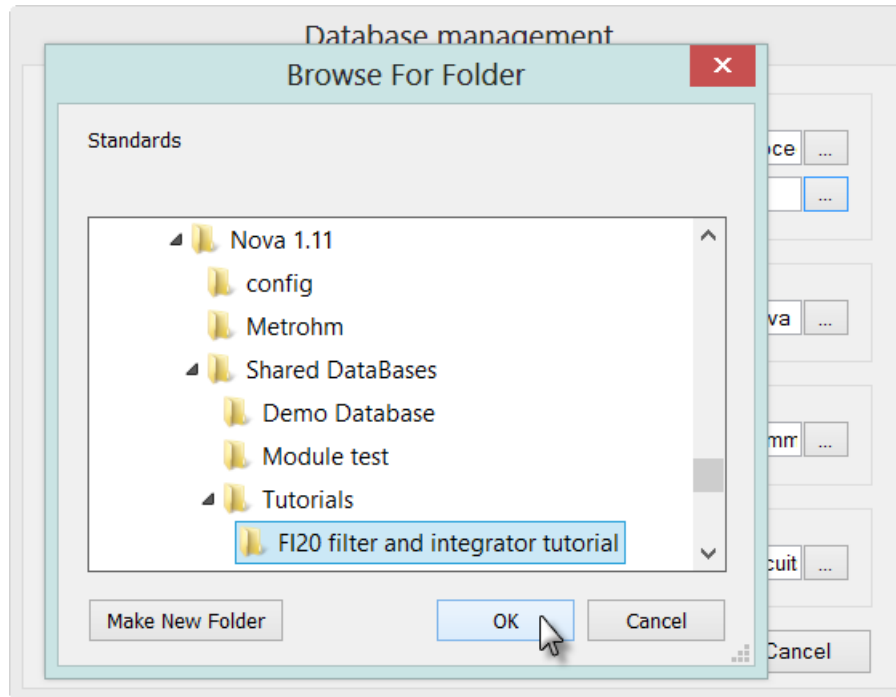 Database management
Browse For Folder
Standards
Nova 1.11
config
Metrohm
Shared DataBases
Demo Database
Module test
Tutorials
FI20 filter and integrator tutorial
Make New Folder
OK
Cancel
...
...
...
...
...
Cancel